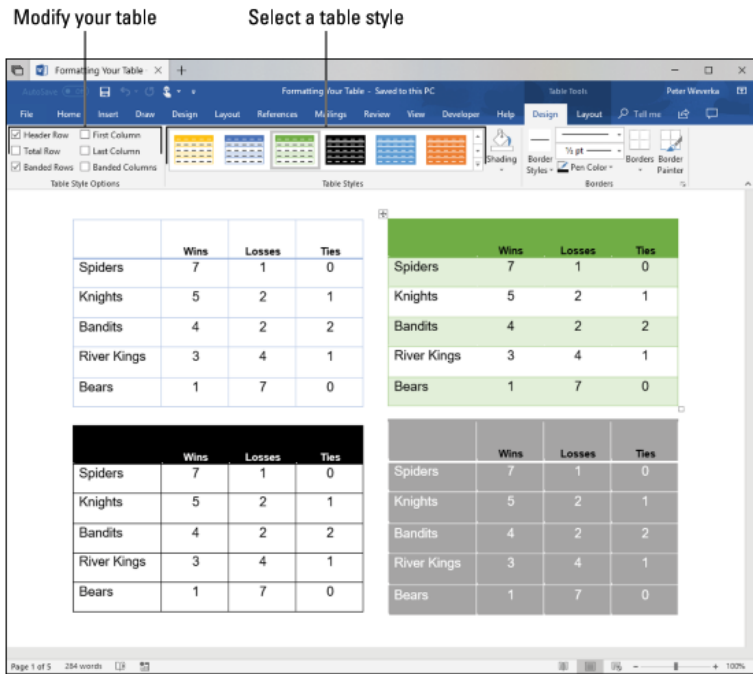 Modify your table Select a table style
Formatting Your Table
AutoSave Off Formatting Your Table - Saved to this PC Table Tools Peter Weverka
File Home Insert Draw Design Layout References Mailings Review View Developer Help Design Layout Tell me
Header Row First Column
Total Row Last Column
Banded Rows Banded Columns
Table Style Options
Table Styles
Shading
Border Styles
½ pt
Pen Color
Borders
Border Painter
Borders
Wins Losses Ties
Spiders 7 1 0
Knights 5 2 1
Bandits 4 2 2
River Kings 3 4 1
Bears 1 7 0
Wins Losses Ties
Spiders 7 1 0
Knights 5 2 1
Bandits 4 2 2
River Kings 3 4 1
Bears 1 7 0
Wins Losses Ties
Spiders 7 1 0
Knights 5 2 1
Bandits 4 2 2
River Kings 3 4 1
Bears 1 7 0
Wins Losses Ties
Spiders 7 1 0
Knights 5 2 1
Bandits 4 2 2
River Kings 3 4 1
Bears 1 7 0
Page 1 of 5 284 words 100%